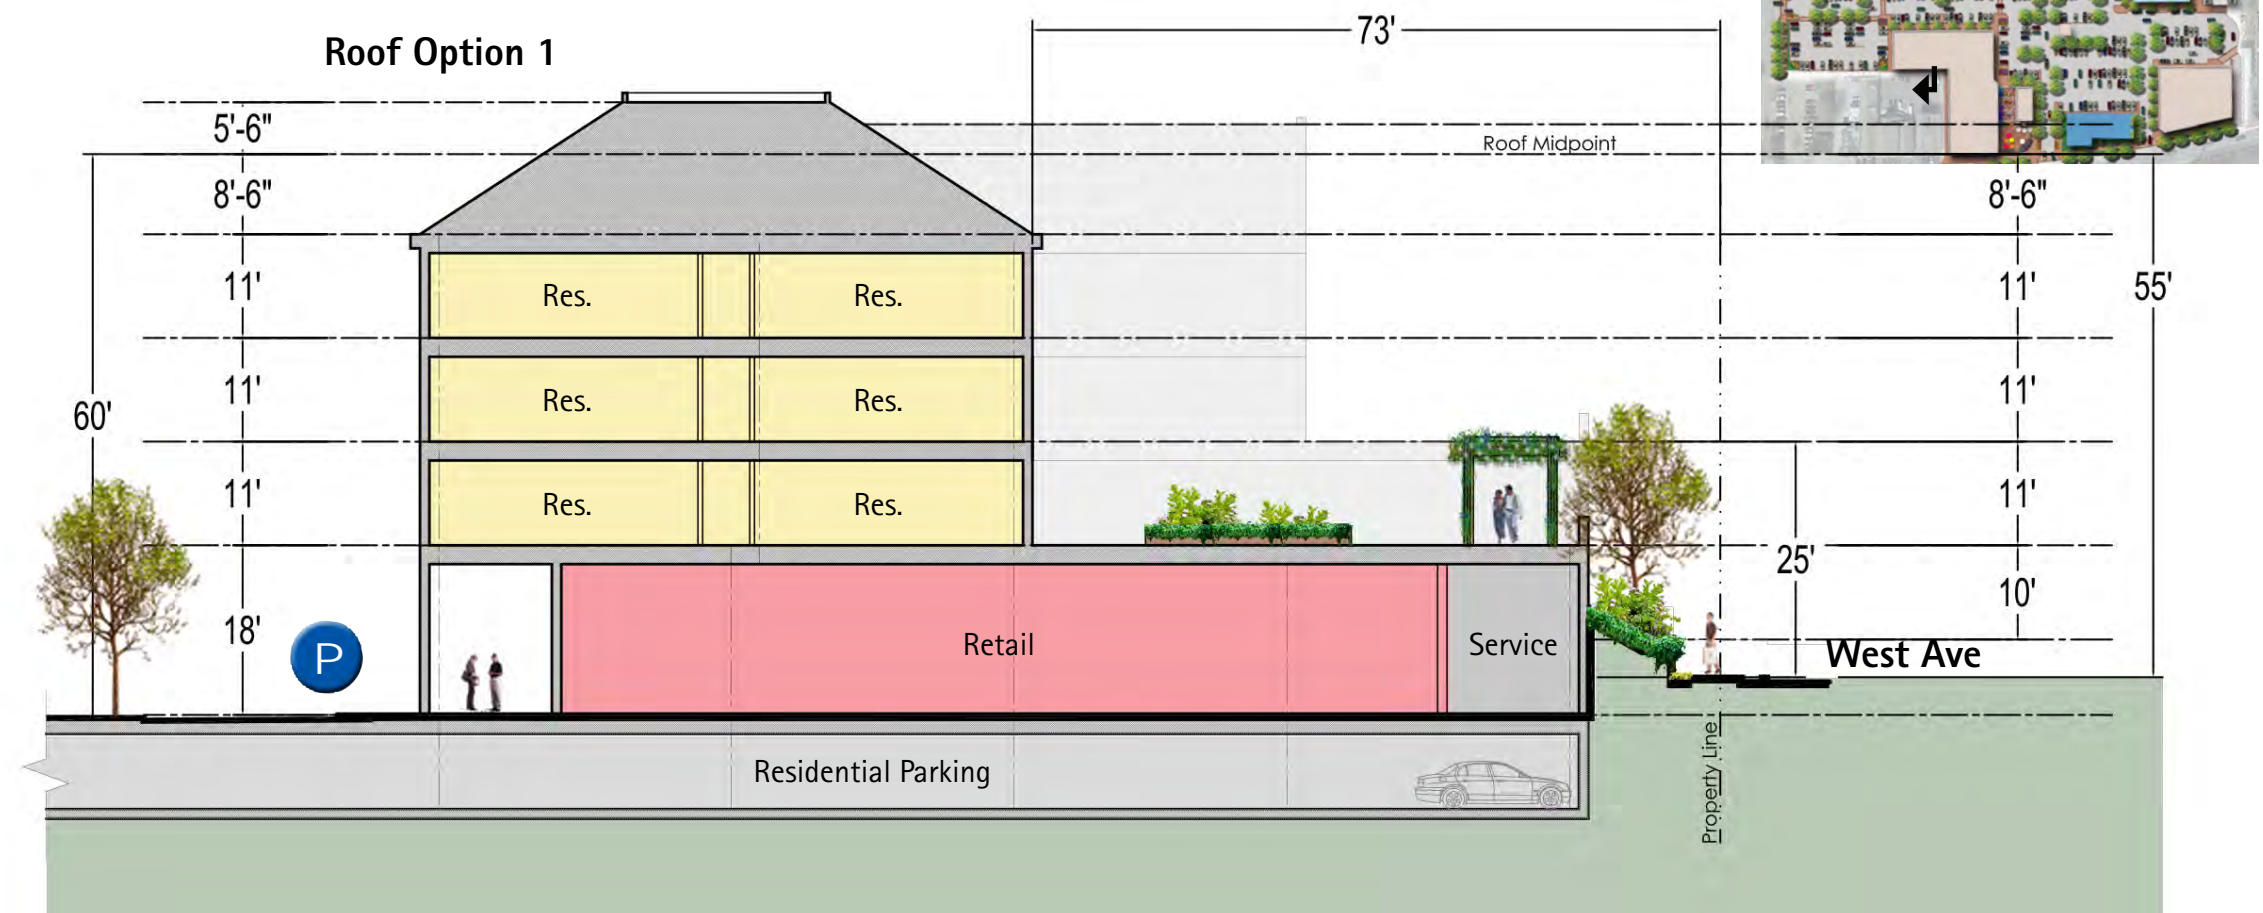 Roof Option 1
73'
5'-6"
Roof Midpoint
8'-6"
8'-6"
11'
Res.
Res.
11'
55'
11'
Res.
Res.
11'
60'
11'
Res.
Res.
11'
25'
10'
18'
P
Retail
Service
West Ave
Residential Parking
Property Line